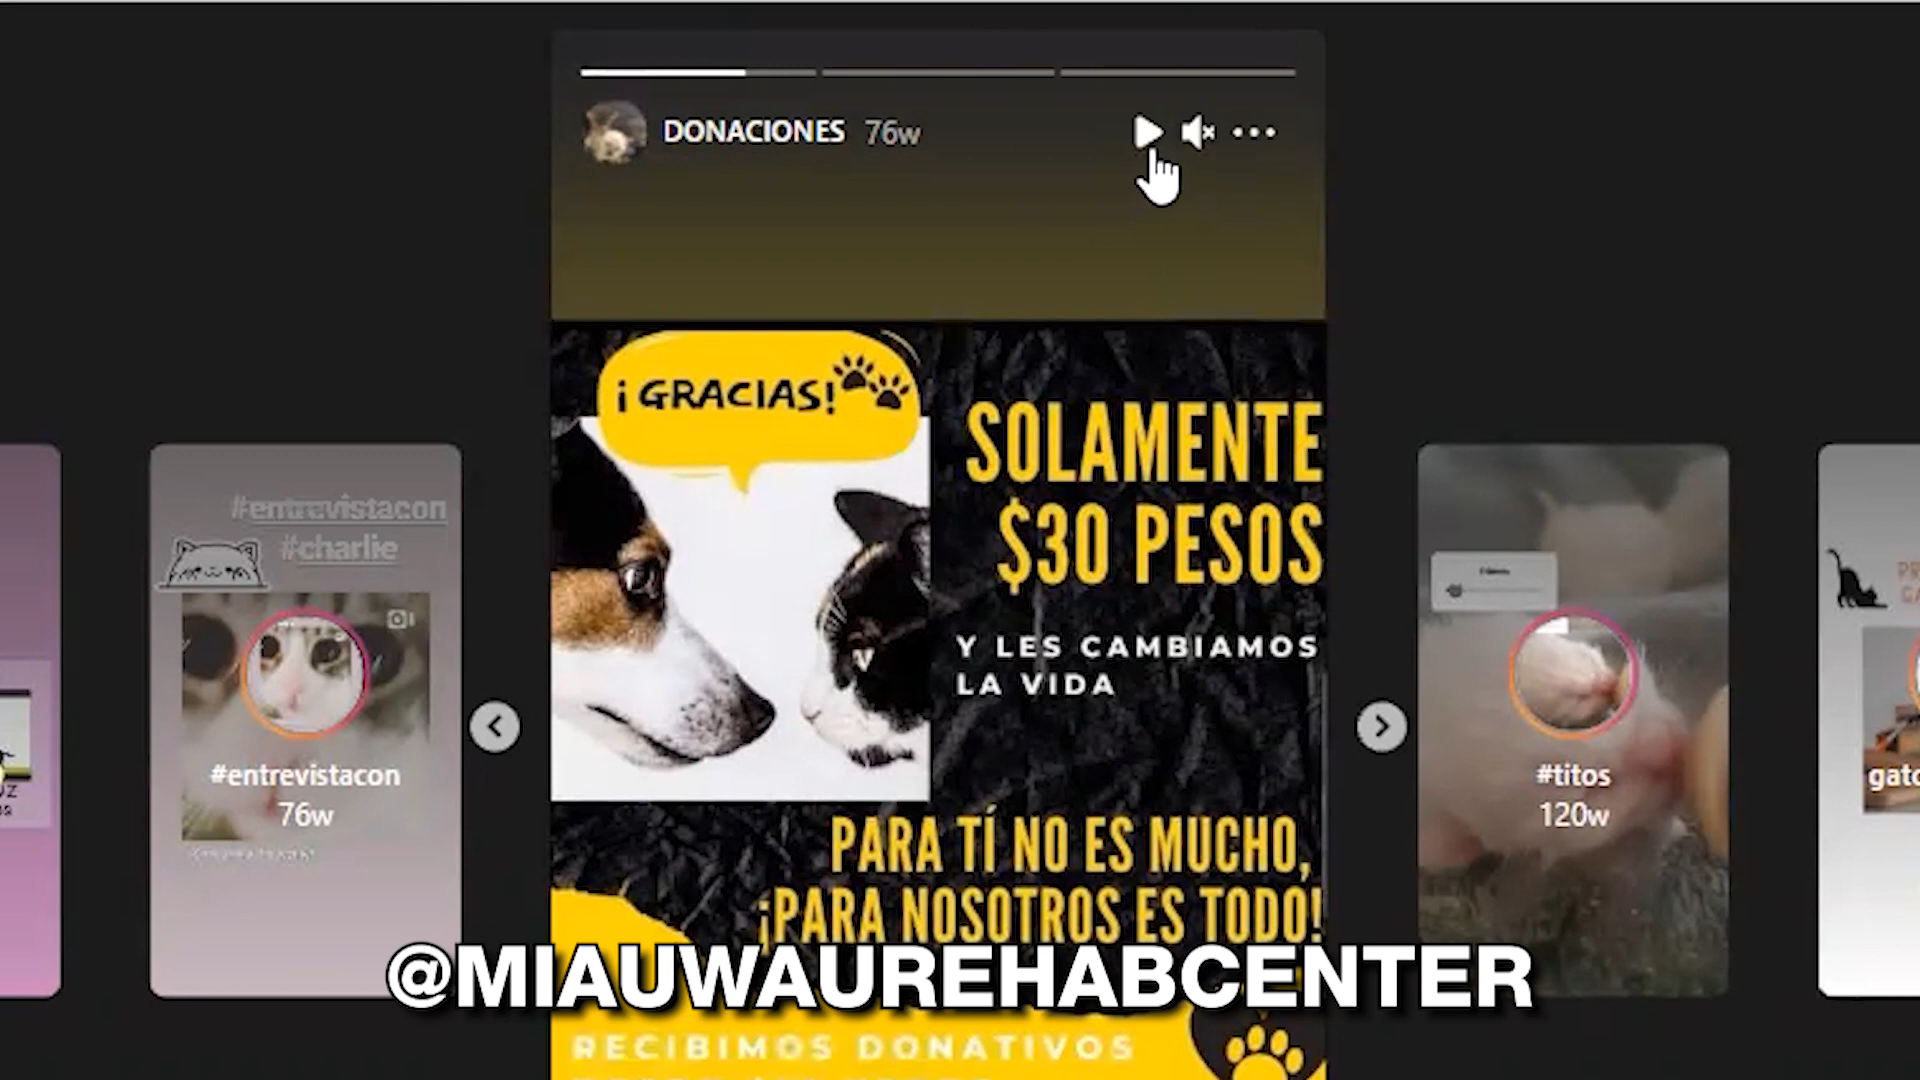 DONACIONES 76w
¡GRACIAS!
SOLAMENTE
$30 PESOS
Y LES CAMBIAMOS
LA VIDA
PARA TÍ NO ES MUCHO,
¡PARA NOSOTROS ES TODO!
@MIAUWAUREHABCENTER
RECIBIMOS DONATIVOS
#entrevistacon
#charlie
#entrevistacon
76w
#titos
120w